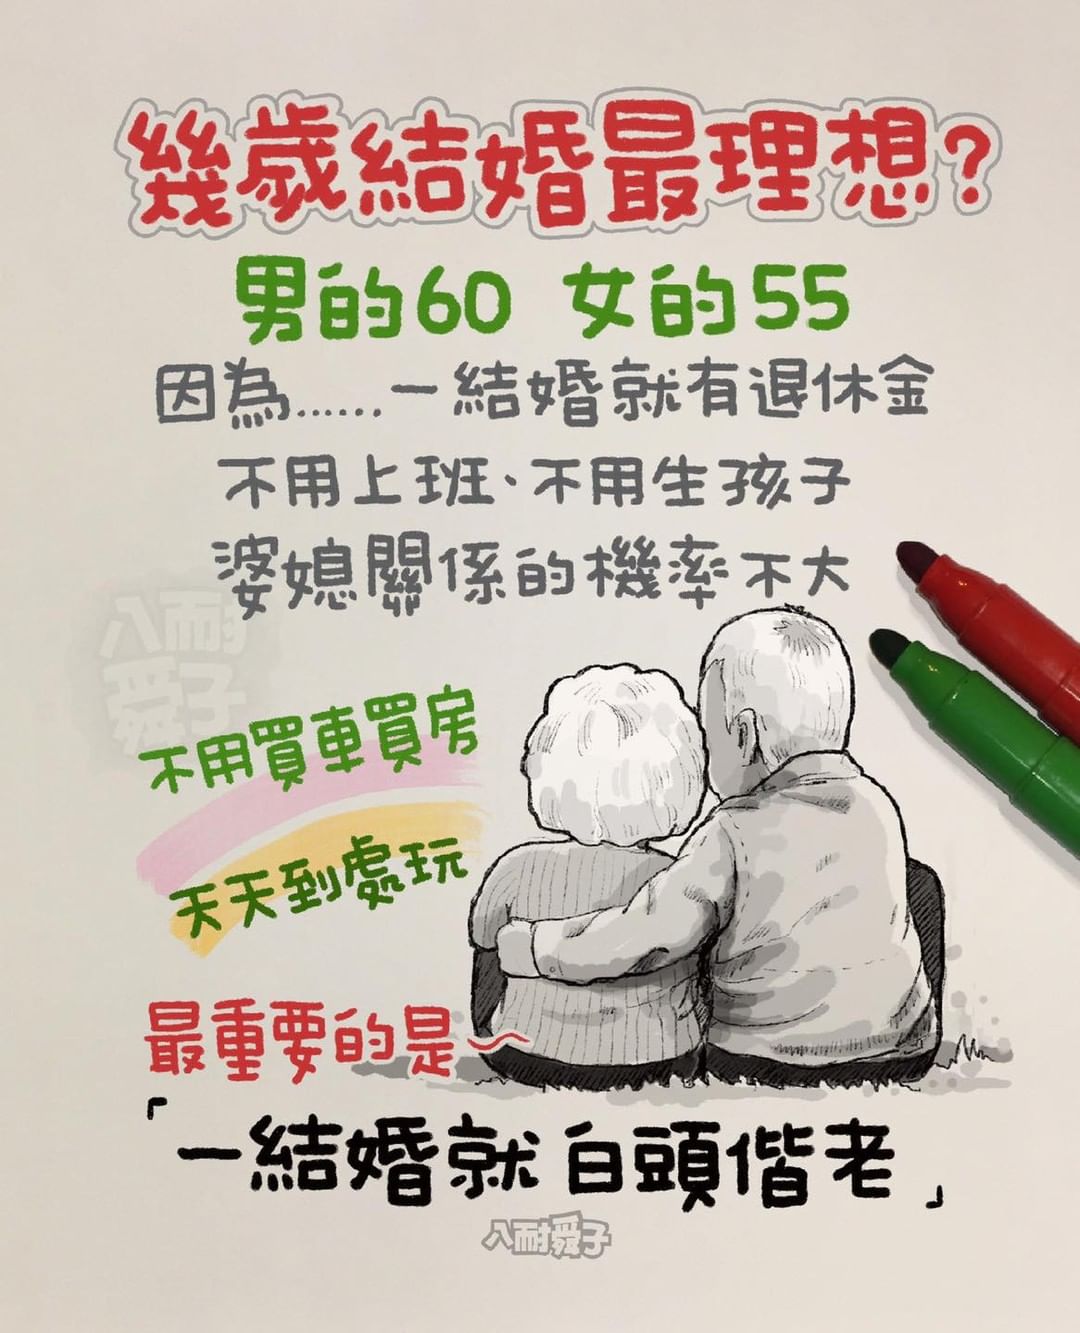 幾歲結婚最理想?
男的60 女的55
因為......一結婚就有退休金
不用上班、不用生孩子
婆媳關係的機率不大
八耐
舜子
不用買車買房
天天到處玩
最重要的是~
「一結婚就白頭偕老」
八耐舜子